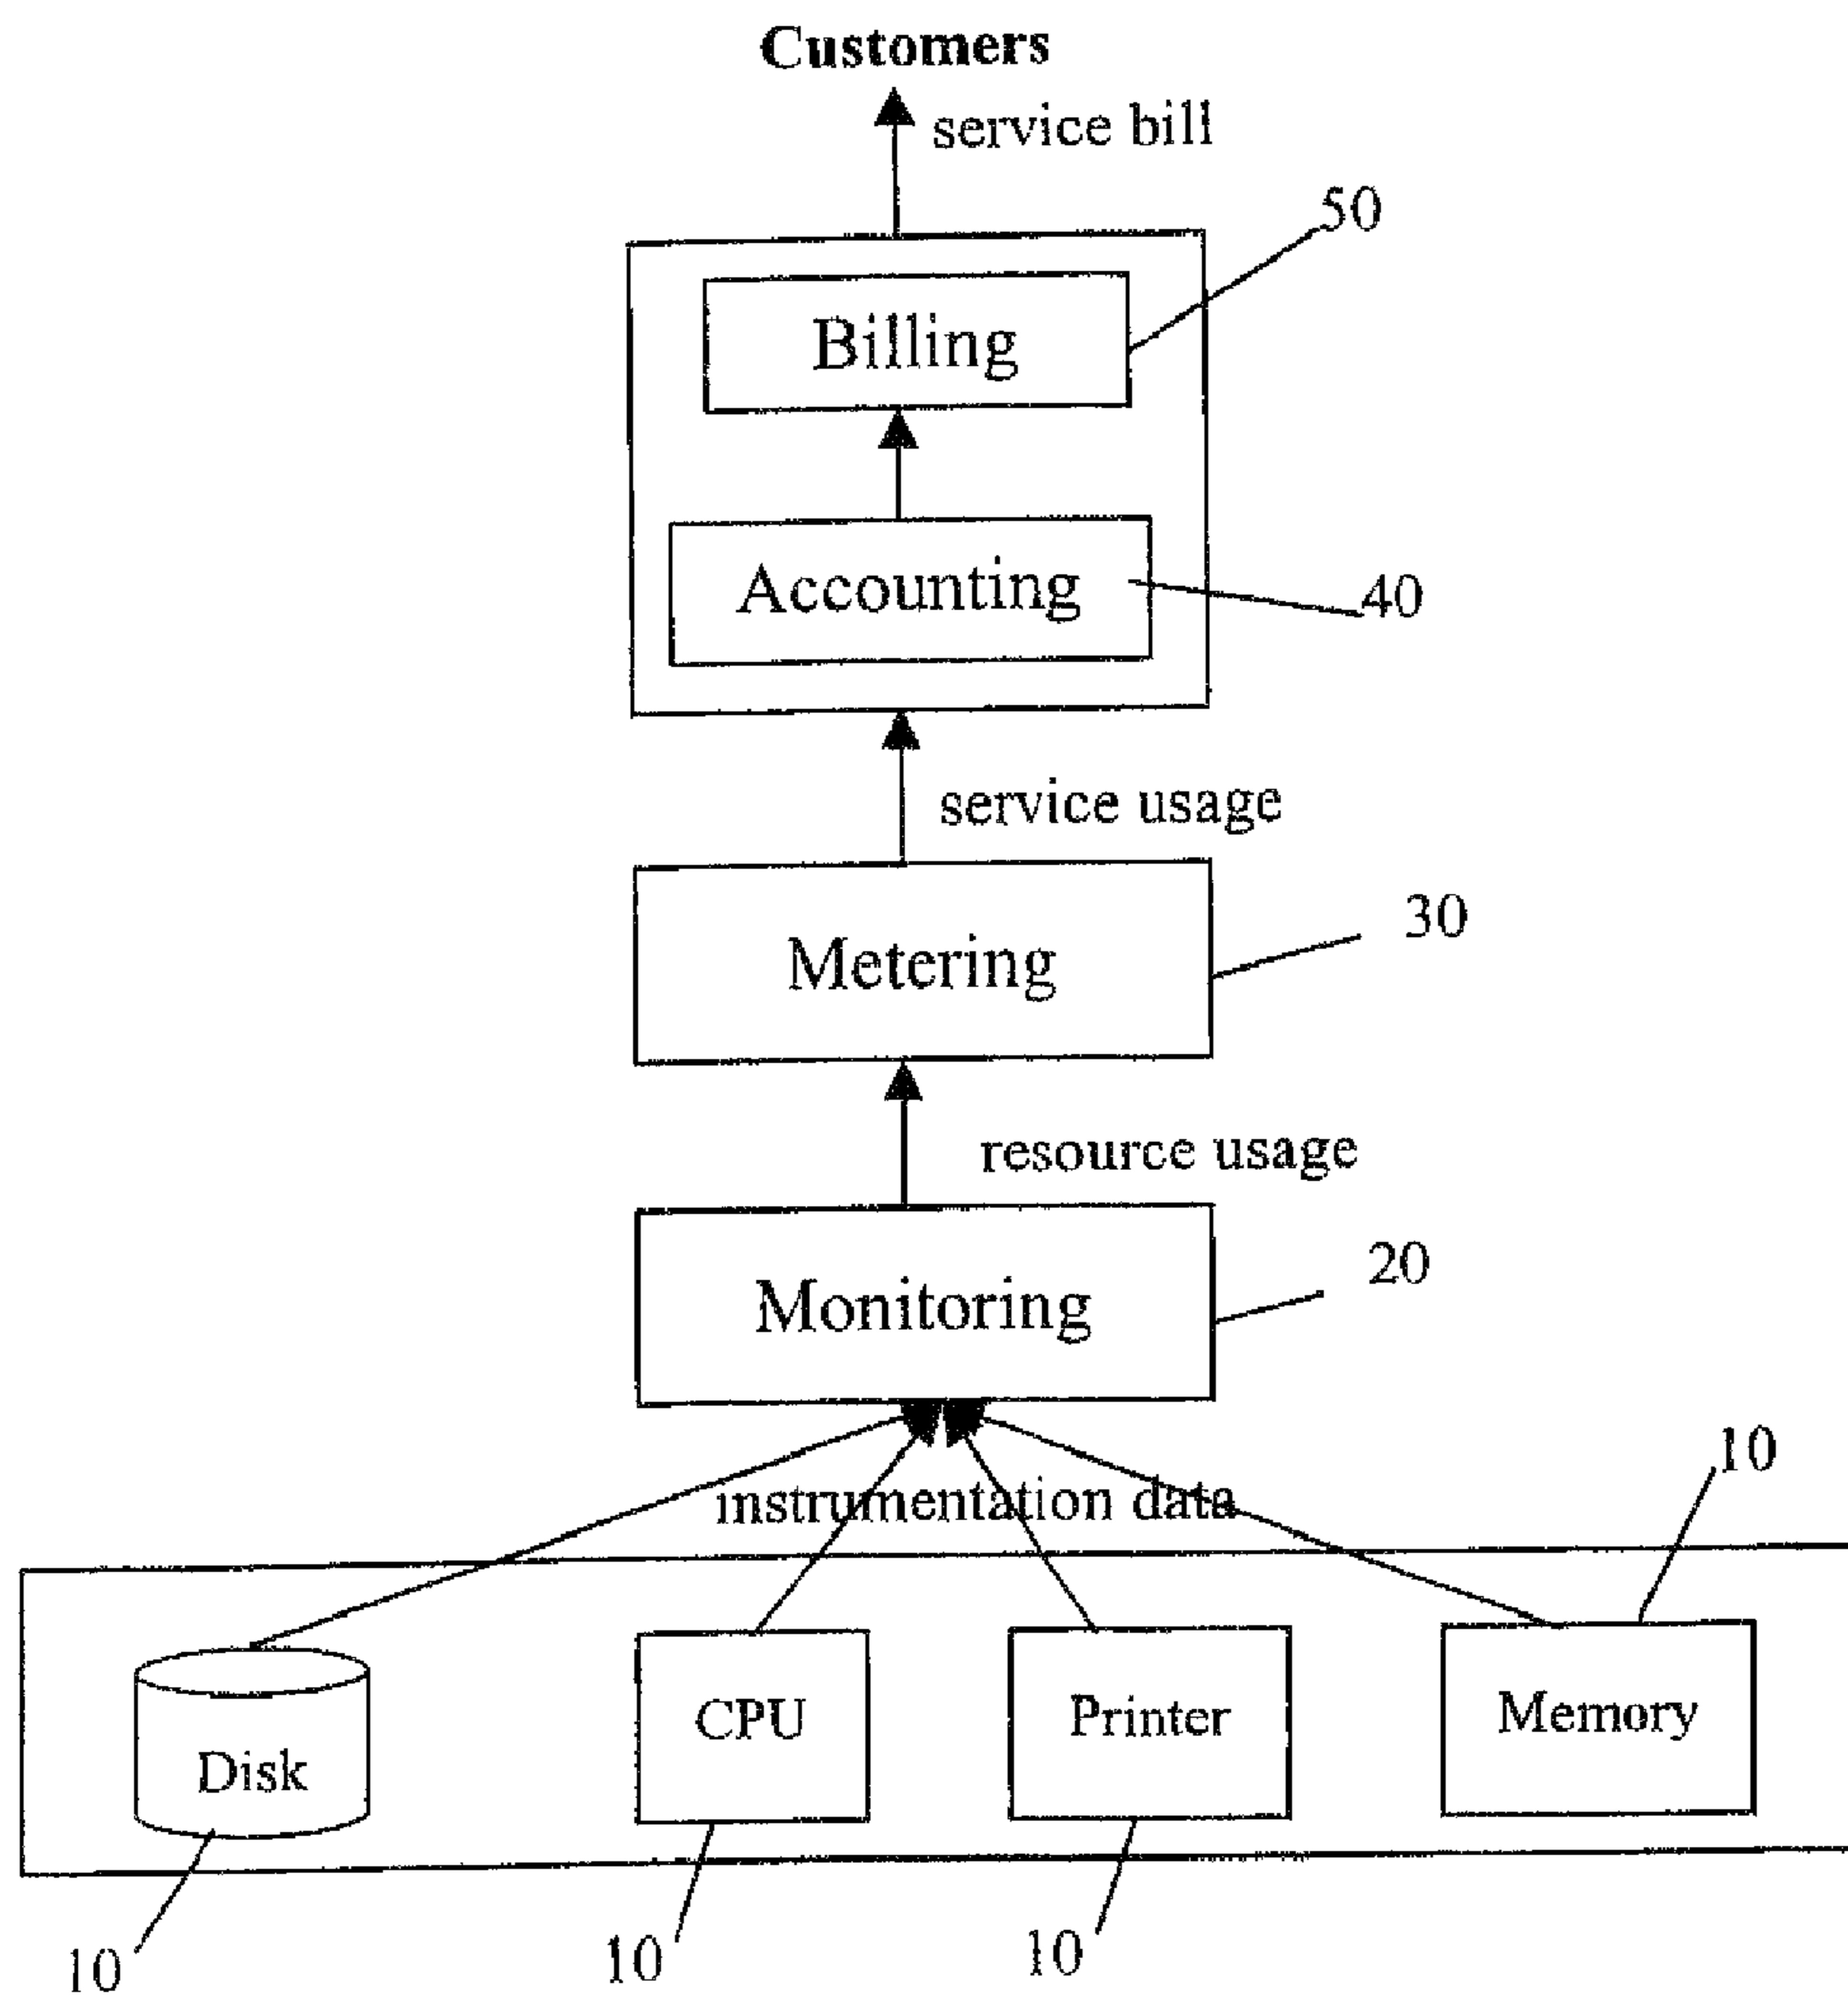 Customers
service bill
50
Billing
Accounting
40
service usage
Metering
30
resource usage
Monitoring
20
instrumentation data
10
Disk
CPU
Printer
Memory
10
10
10